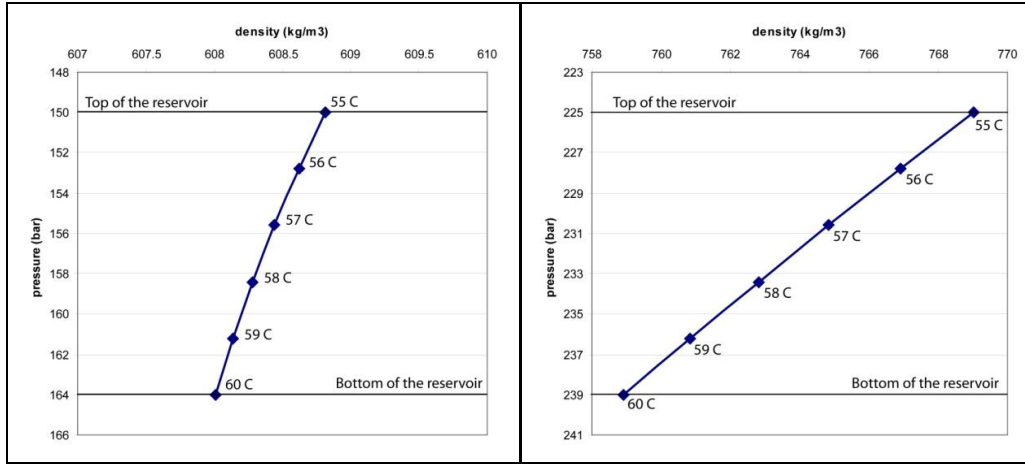 density (kg/m3)
607 607.5 608 608.5 609 609.5 610
148
150
152
154
156
158
160
162
164
166
pressure (bar)
Top of the reservoir
55 C
56 C
57 C
58 C
59 C
60 C
Bottom of the reservoir
density (kg/m3)
758 760 762 764 766 768 770
223
225
227
229
231
233
235
237
239
241
pressure (bar)
Top of the reservoir
55 C
56 C
57 C
58 C
59 C
60 C
Bottom of the reservoir